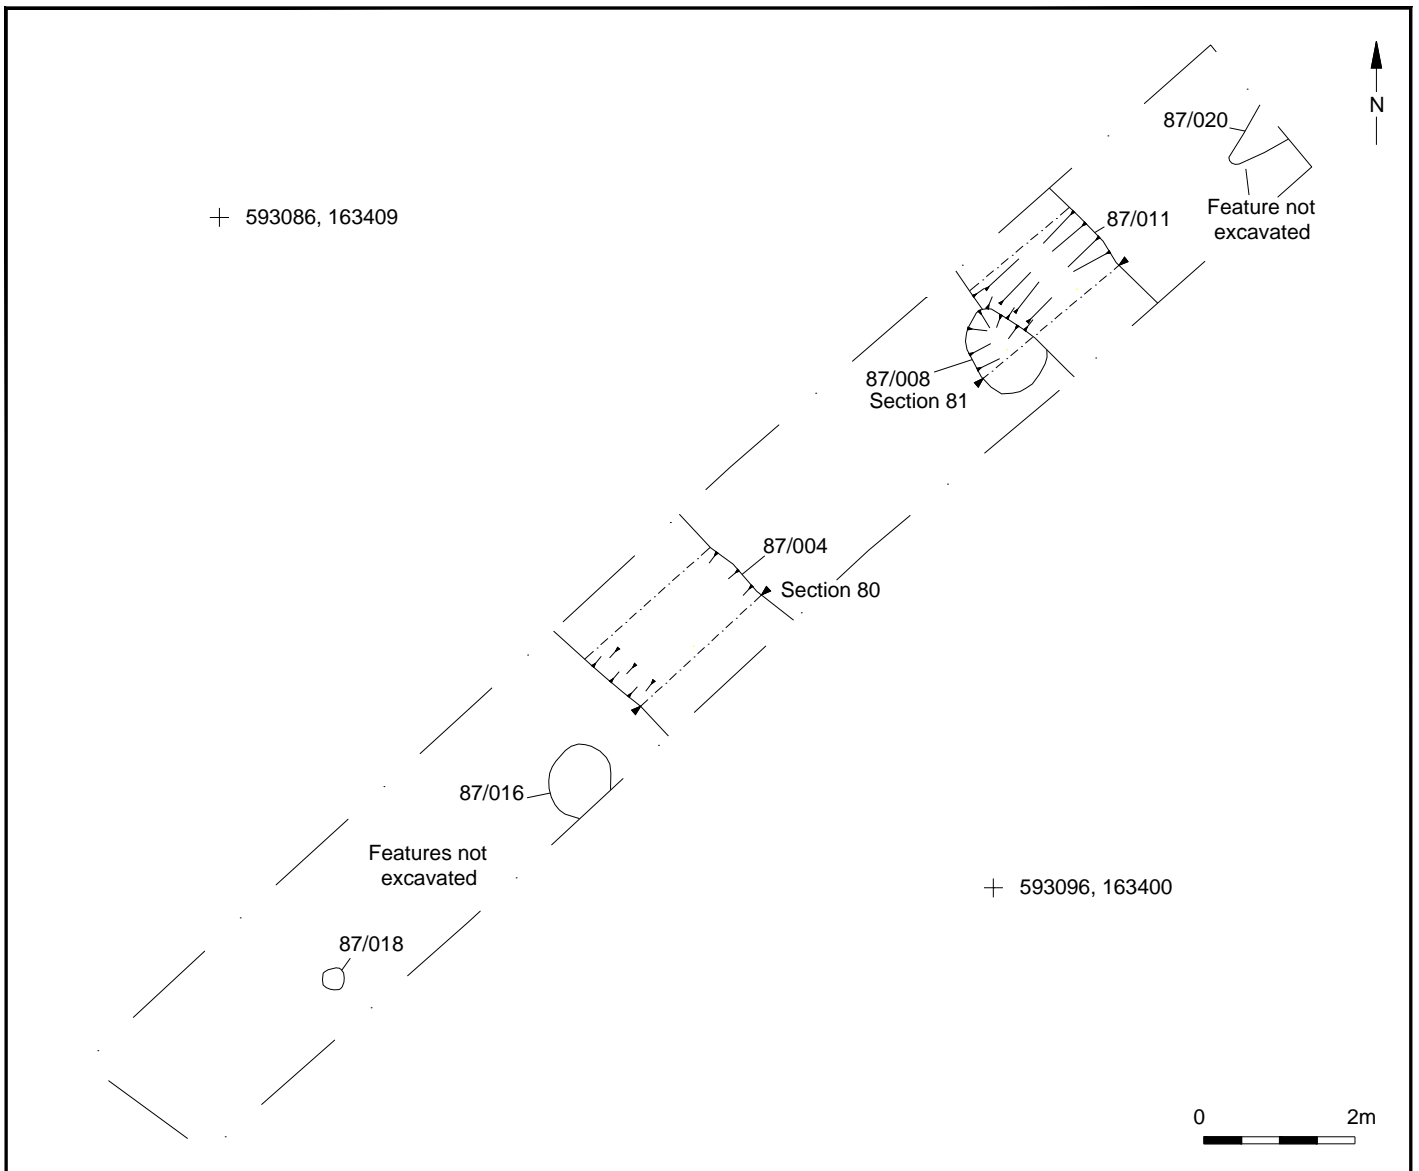 N
87/020
Feature not
excavated
593086, 163409
87/011
87/008
Section 81
87/004
Section 80
87/016
Features not
excavated
593096, 163400
87/018
0 2m